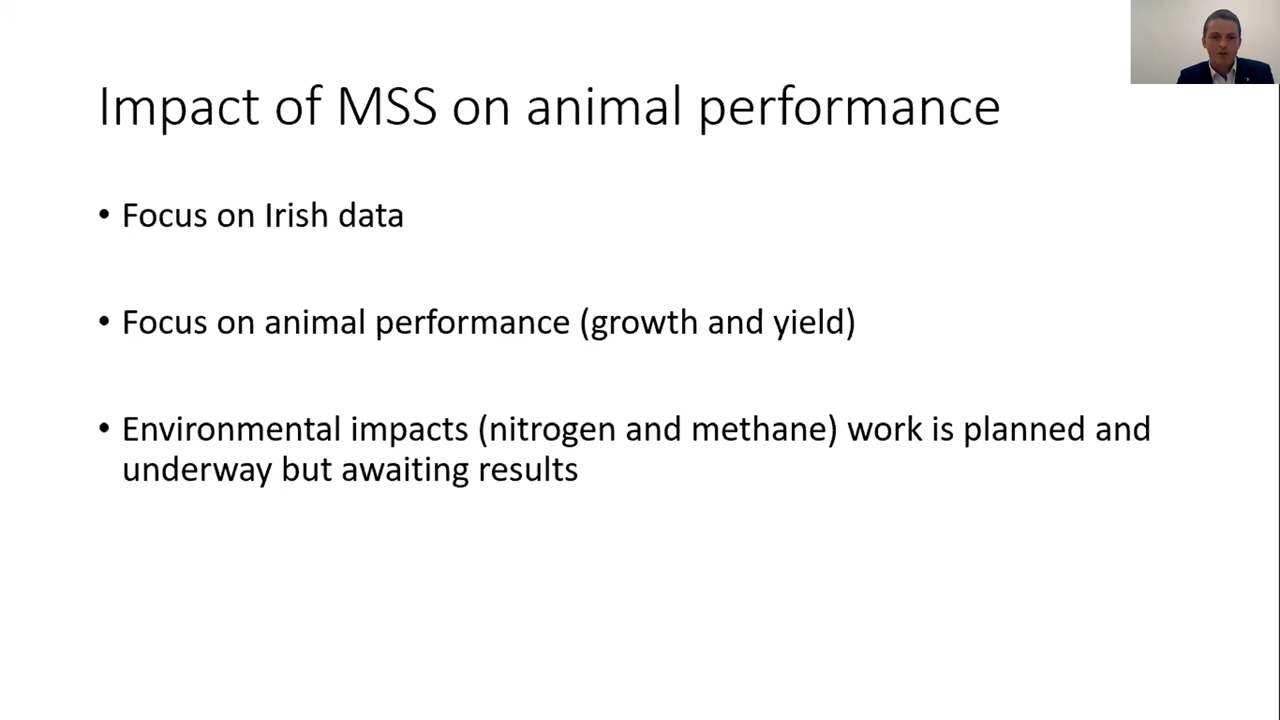 Impact of MSS on animal performance
• Focus on Irish data
• Focus on animal performance (growth and yield)
• Environmental impacts (nitrogen and methane) work is planned and
underway but awaiting results